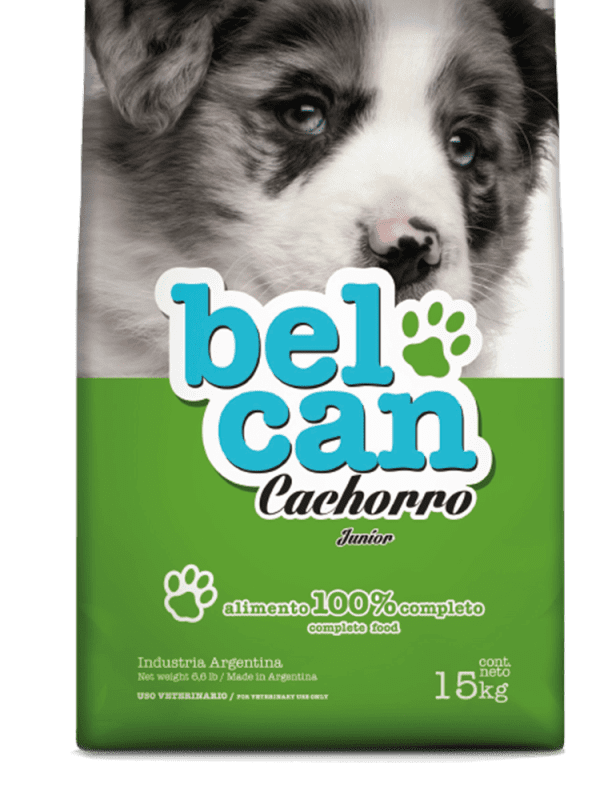 bel
can
Cachorro
Junior
alimento 100% completo
complete food
Industria Argentina
Net weight 6,6 lb / Made in Argentina
USO VETERINARIO / FOR VETERINARY USE ONLY
cont.
neto
15kg